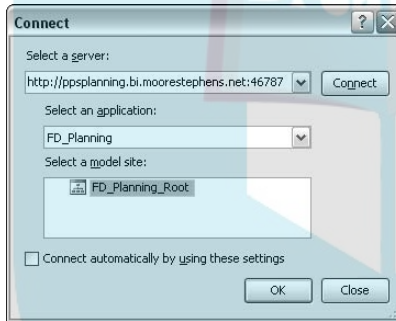 Connect
Select a server:
http://ppsplanning.bi.moorestephens.net:46787
Connect
Select an application:
FD_Planning
Select a model site:
FD_Planning_Root
Connect automatically by using these settings
OK
Close